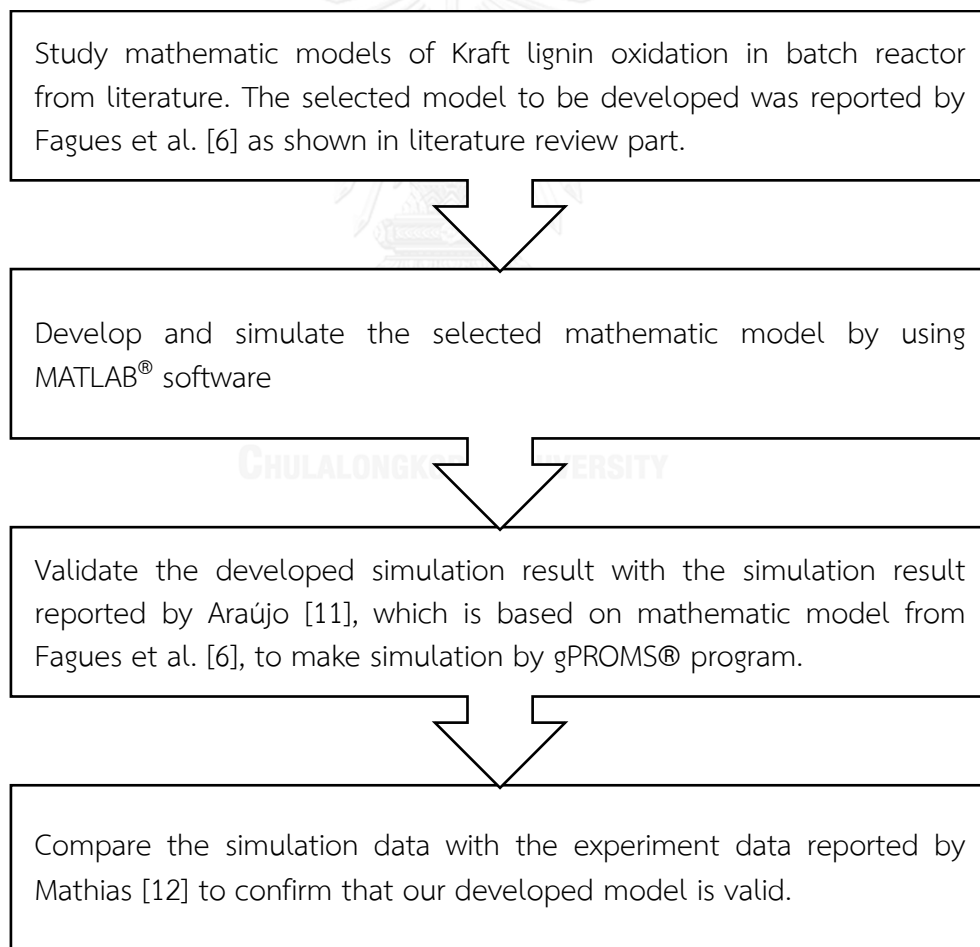 Study mathematic models of Kraft lignin oxidation in batch reactor
from literature. The selected model to be developed was reported by
Fagues et al. [6] as shown in literature review part.
Develop and simulate the selected mathematic model by using
MATLAB® software
CHULALONGKO VERSITY
Validate the developed simulation result with the simulation result
reported by Araújo [11], which is based on mathematic model from
Fagues et al. [6], to make simulation by gPROMS® program.
Compare the simulation data with the experiment data reported by
Mathias [12] to confirm that our developed model is valid.